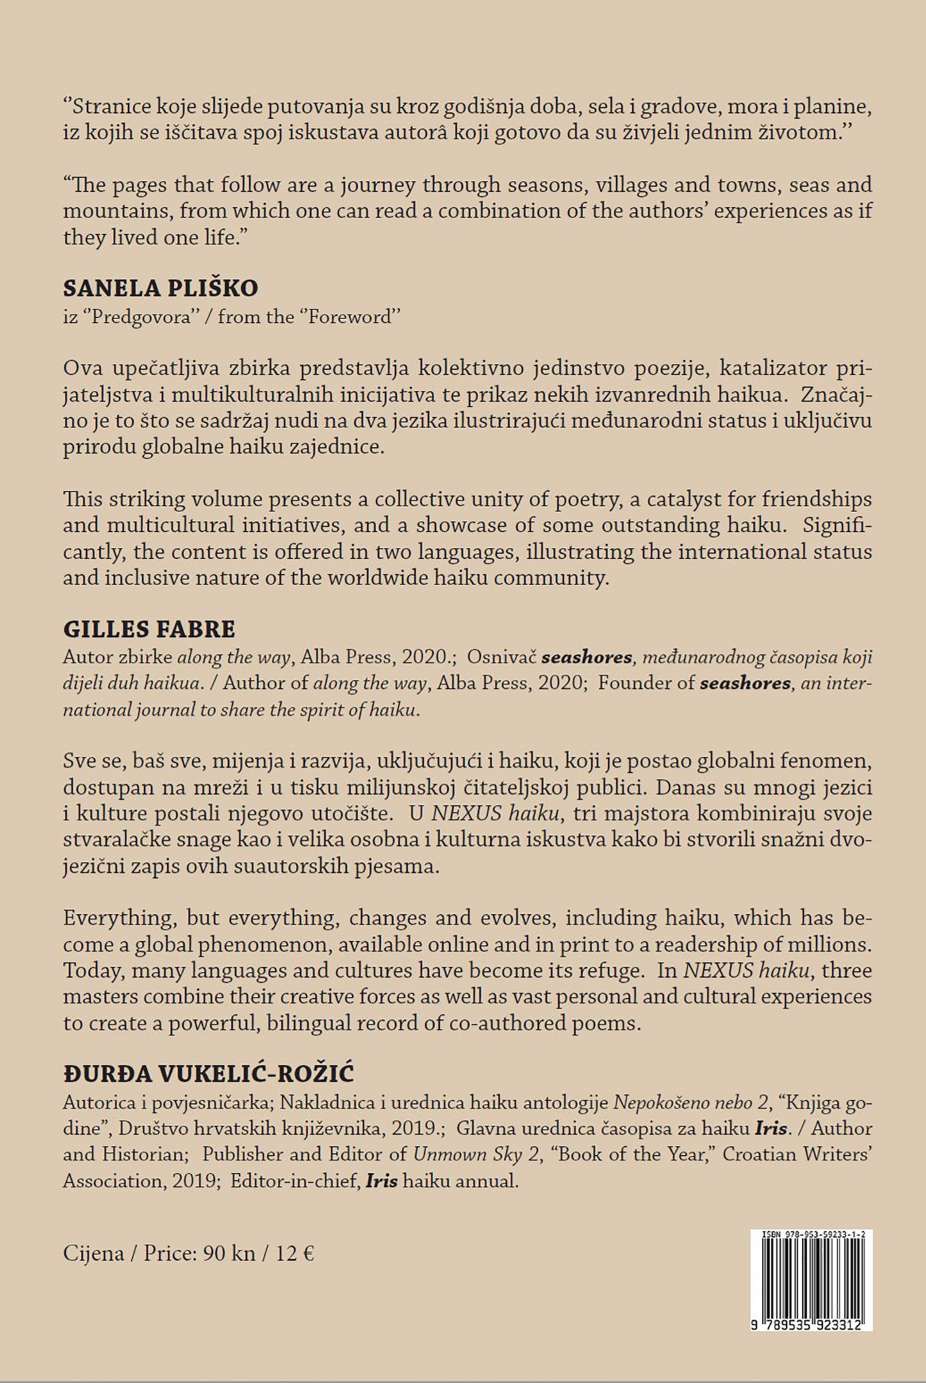 ‘’Stranice koje slijede putovanja su kroz godišnja doba, sela i gradove, mora i planine,
iz kojih se iščitava spoj iskustava autorâ koji gotovo da su živjeli jednim životom.’’
“The pages that follow are a journey through seasons, villages and towns, seas and
mountains, from which one can read a combination of the authors’ experiences as if
they lived one life.”
SANELA PLIŠKO
iz ‘’Predgovora’’ / from the ‘’Foreword’’
Ova upečatljiva zbirka predstavlja kolektivno jedinstvo poezije, katalizator pri-
jateljstva i multikulturalnih inicijativa te prikaz nekih izvanrednih haikua. Značaj-
no je to što se sadržaj nudi na dva jezika ilustrirajući međunarodni status i uključivu
prirodu globalne haiku zajednice.
This striking volume presents a collective unity of poetry, a catalyst for friendships
and multicultural initiatives, and a showcase of some outstanding haiku. Signifi-
cantly, the content is offered in two languages, illustrating the international status
and inclusive nature of the worldwide haiku community.
GILLES FABRE
Autor zbirke along the way, Alba Press, 2020.; Osnivač seashores, međunarodnog časopisa koji
dijeli duh haikua. / Author of along the way, Alba Press, 2020; Founder of seashores, an inter-
national journal to share the spirit of haiku.
Sve se, baš sve, mijenja i razvija, uključujući i haiku, koji je postao globalni fenomen,
dostupan na mreži i u tisku milijunskoj čitateljskoj publici. Danas su mnogi jezici
i kulture postali njegovo utočište. U NEXUS haiku, tri majstora kombiniraju svoje
stvaralačke snage kao i velika osobna i kulturna iskustva kako bi stvorili snažni dvo-
jezični zapis ovih suautorskih pjesama.
Everything, but everything, changes and evolves, including haiku, which has be-
come a global phenomenon, available online and in print to a readership of millions.
Today, many languages and cultures have become its refuge. In NEXUS haiku, three
masters combine their creative forces as well as vast personal and cultural experiences
to create a powerful, bilingual record of co-authored poems.
ĐURĐA VUKELIĆ-ROŽIĆ
Autorica i povjesničarka; Nakladnica i urednica haiku antologije Nepokošeno nebo 2, “Knjiga go-
dine”, Društvo hrvatskih književnika, 2019.; Glavna urednica časopisa za haiku Iris. / Author
and Historian; Publisher and Editor of Unmown Sky 2, “Book of the Year,” Croatian Writers’
Association, 2019; Editor-in-chief, Iris haiku annual.
Cijena / Price: 90 kn / 12 €
ISBN 978-953-59233-1-2
9 789535 923312